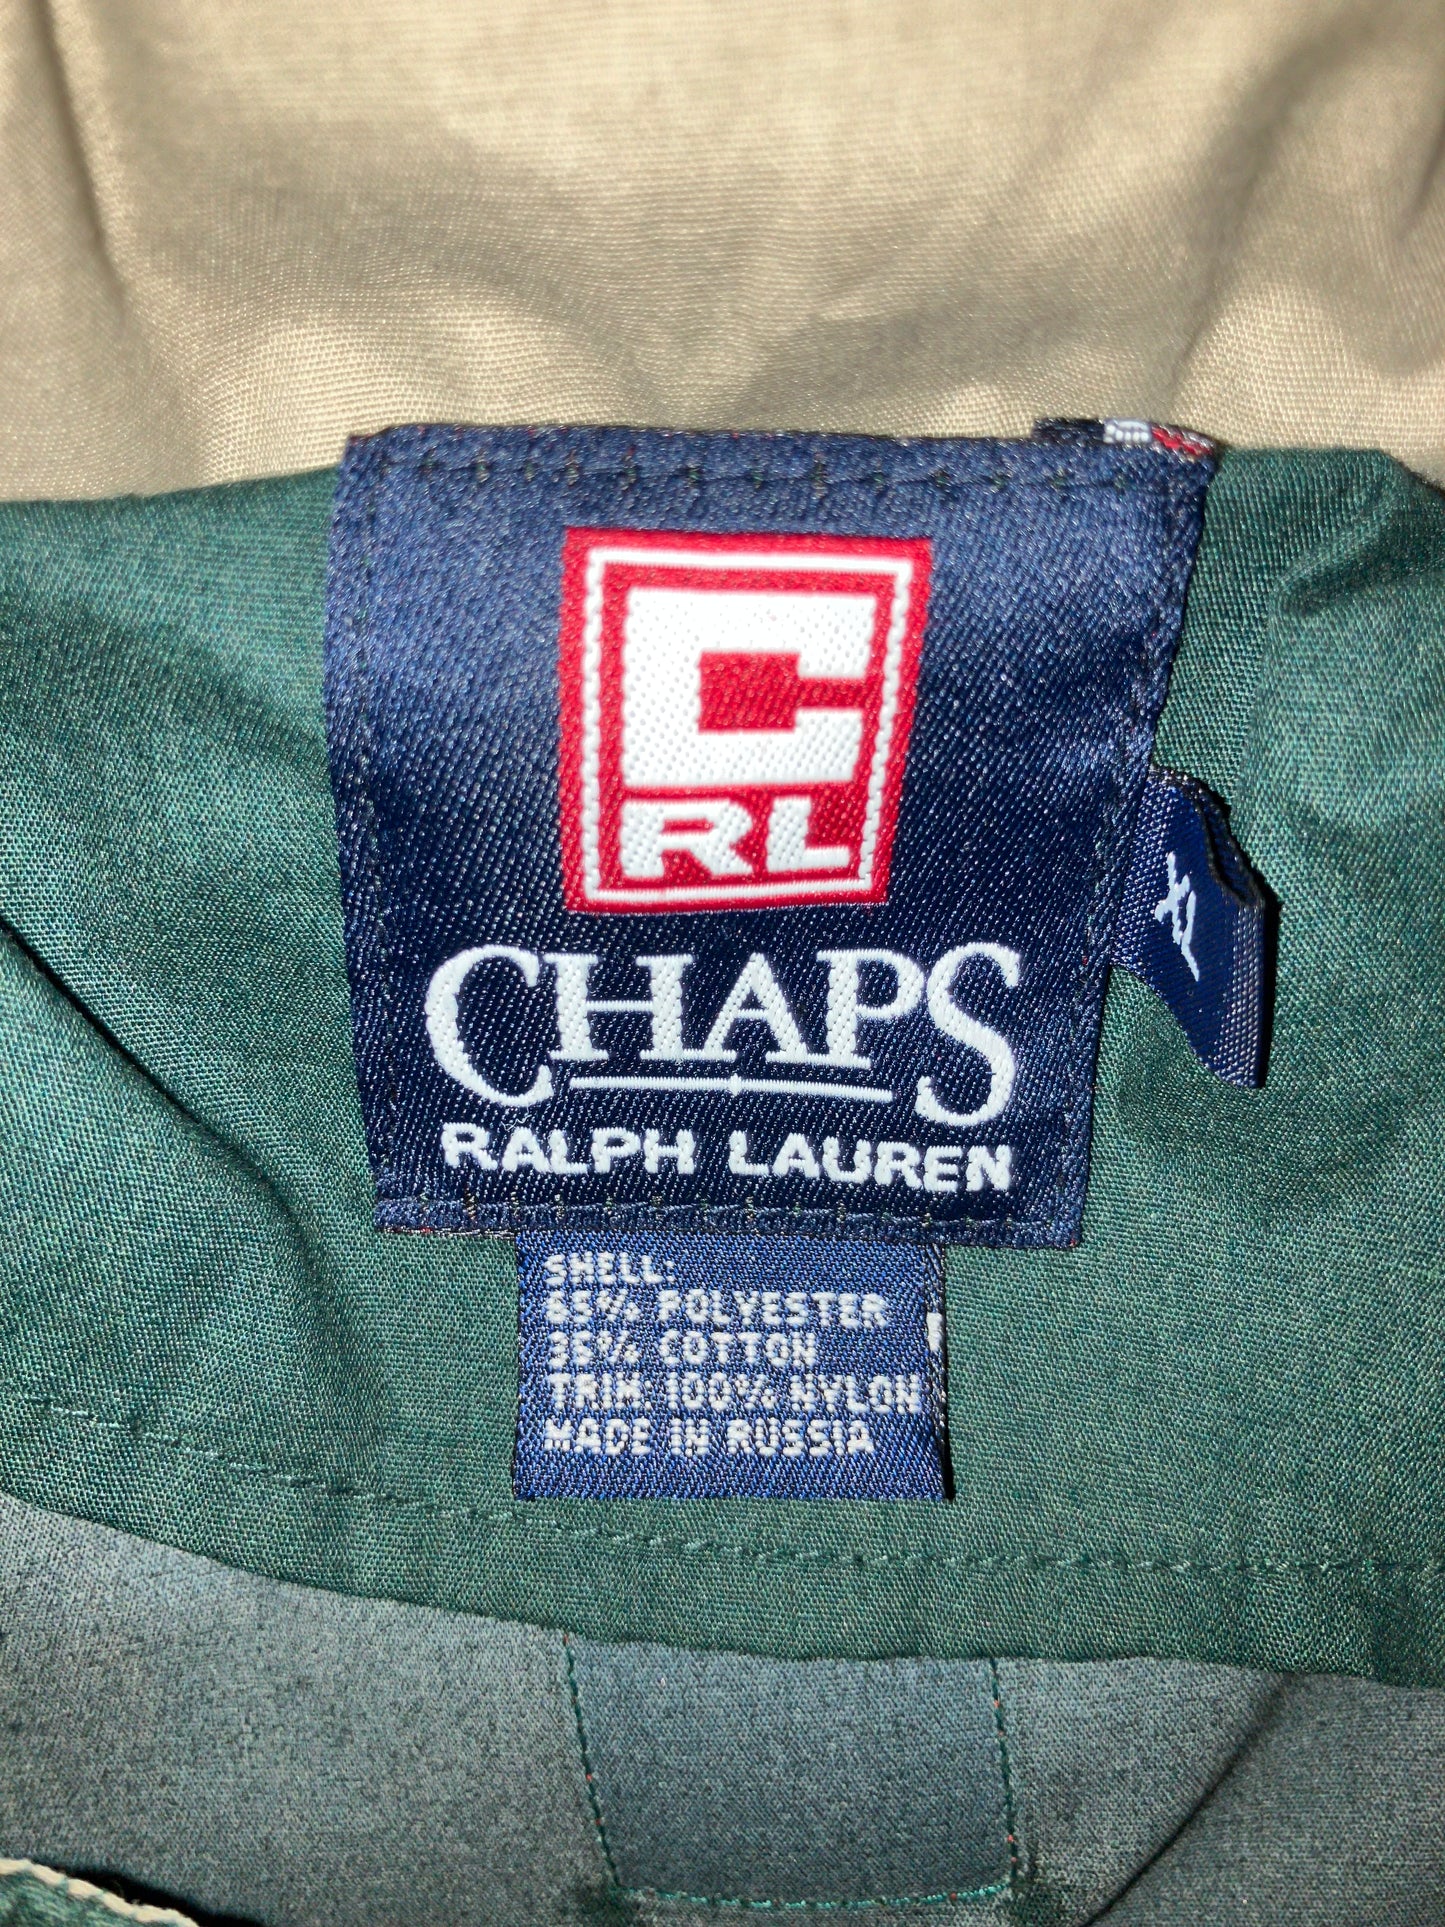 C
RL
CHAPS
RALPH LAUREN
XL
SHELL:
65% POLYESTER
35% COTTON
TRIM: 100% NYLON
MADE IN RUSSIA